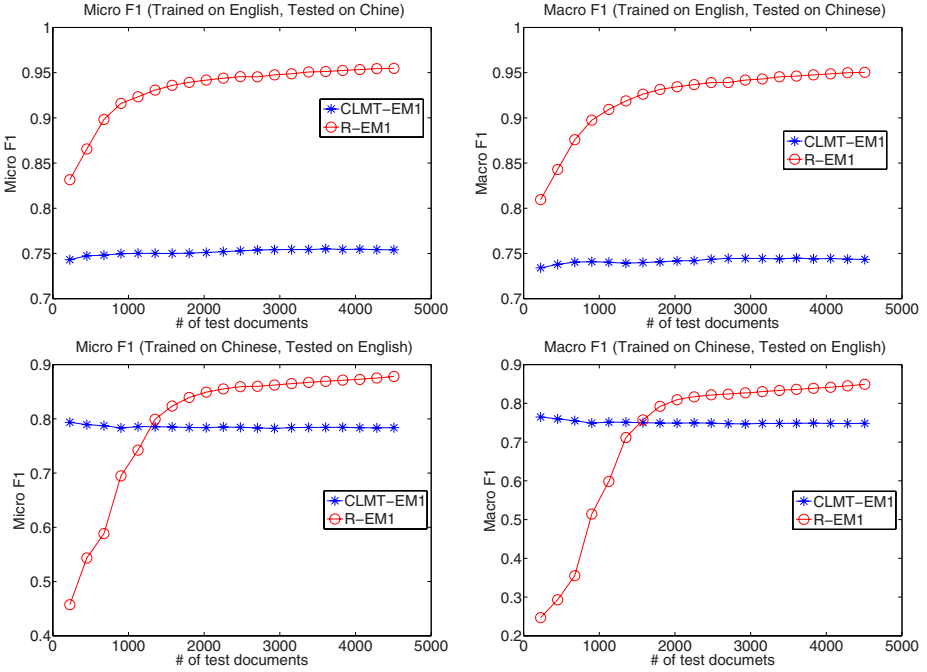 Micro F1 (Trained on English, Tested on Chine)
1
0.95
0.9
0.85
0.8
0.75
0.7
Micro F1
CLMT−EM1
R−EM1
0 1000 2000 3000 4000 5000
# of test documents
Macro F1 (Trained on English, Tested on Chinese)
1
0.95
0.9
0.85
0.8
0.75
0.7
Macro F1
CLMT−EM1
R−EM1
0 1000 2000 3000 4000 5000
# of test documents
Micro F1 (Trained on Chinese, Tested on English)
0.9
0.8
0.7
0.6
0.5
0.4
Micro F1
CLMT−EM1
R−EM1
0 1000 2000 3000 4000 5000
# of test documents
Macro F1 (Trained on Chinese, Tested on English)
0.9
0.8
0.7
0.6
0.5
0.4
0.3
0.2
Macro F1
CLMT−EM1
R−EM1
0 1000 2000 3000 4000 5000
# of test documents